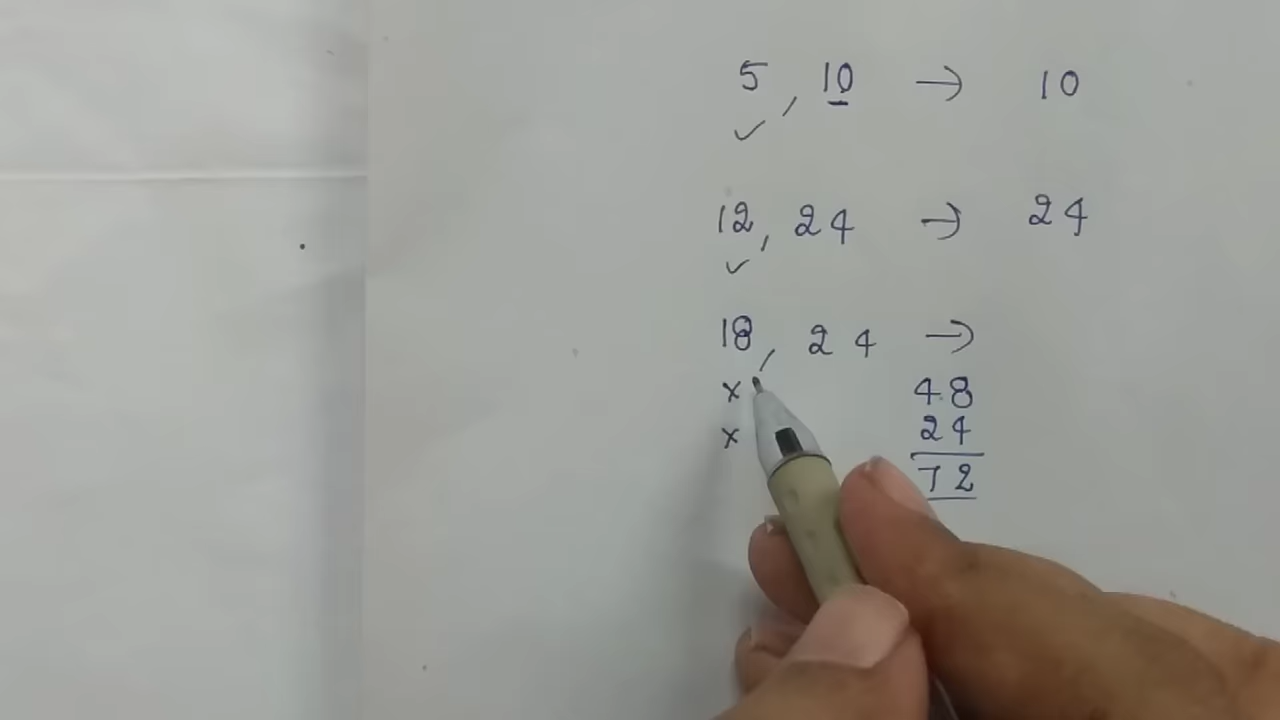 5, 10 → 10
✓
12, 24 → 24
✓
18, 24 →
x 48
x 24
72